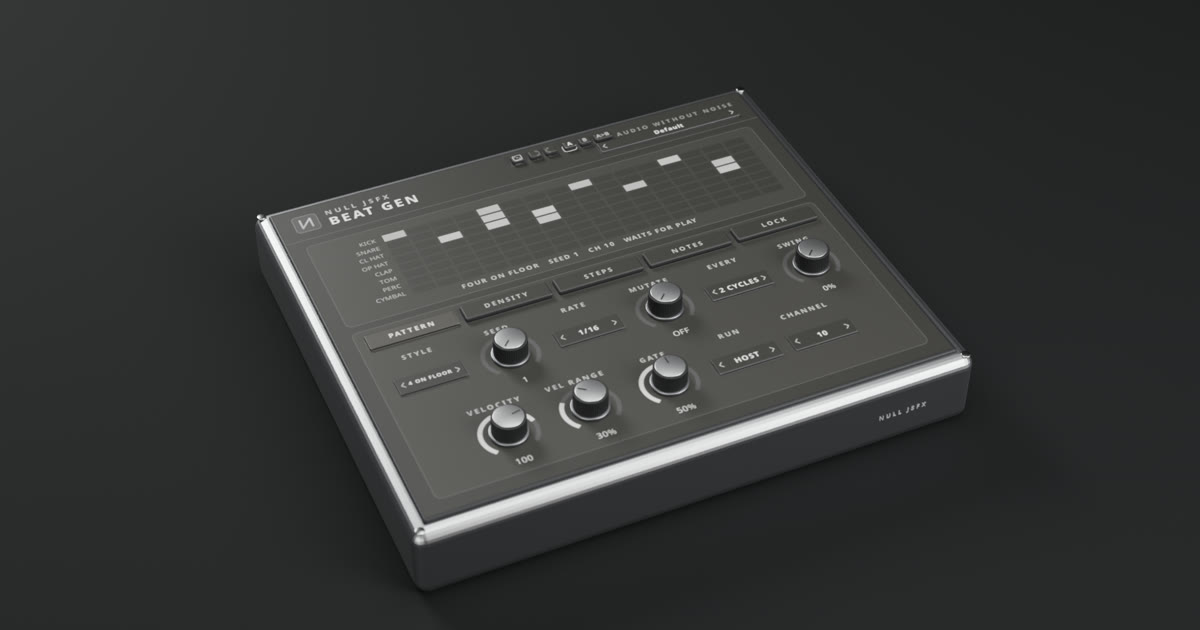 NULL JSFX
BEAT GEN
A
B
A>B
AUDIO WITHOUT NOISE
Default
KICK
SNARE
CL HAT
OP HAT
CLAP
TOM
PERC
CYMBAL
FOUR ON FLOOR SEED 1 CH 10 WAITS FOR PLAY
PATTERN
DENSITY
STEPS
NOTES
LOCK
STYLE
4 ON FLOOR
SEED
1
RATE
1/16
MUTATE
OFF
EVERY
2 CYCLES
SWING
0%
VELOCITY
100
VEL RANGE
30%
GATE
50%
RUN
HOST
CHANNEL
10
NULL JSFX